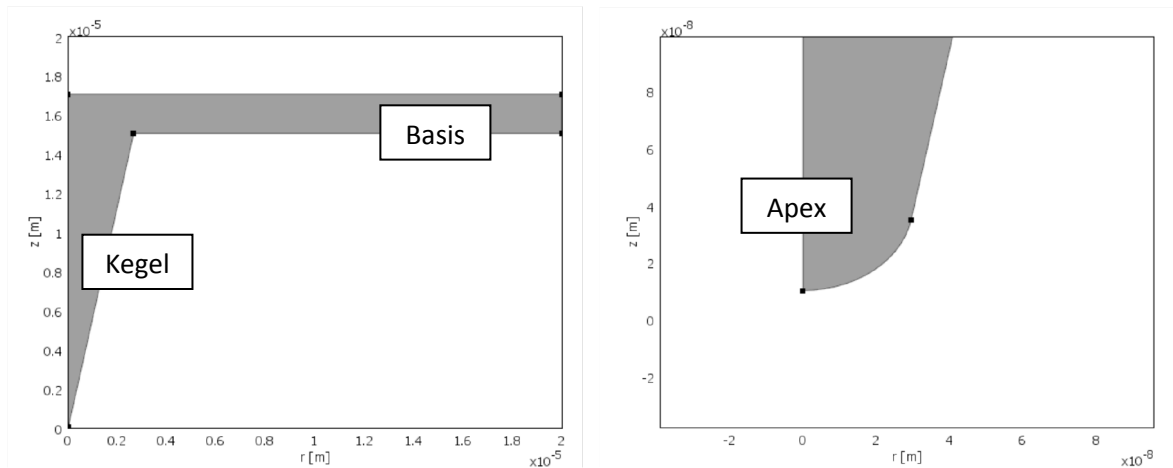 x10⁻⁵
2
1.8
1.6
1.4
1.2
1
0.8
0.6
0.4
0.2
0
z [m]
Basis
Kegel
0 0.2 0.4 0.6 0.8 1 1.2 1.4 1.6 1.8 2
r [m]
x10⁻⁵
x10⁻⁸
8
6
4
2
0
-2
z [m]
Apex
-2 0 2 4 6 8
r [m]
x10⁻⁸